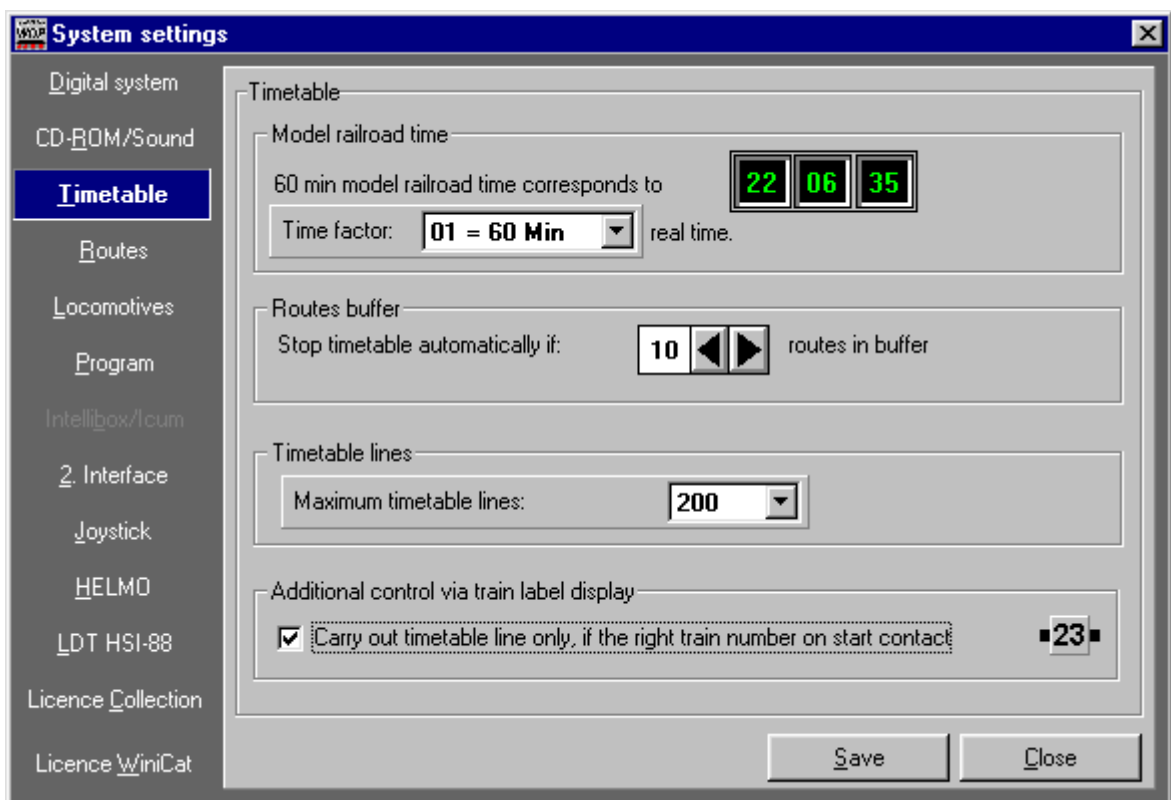 System settings
Digital system
CD-ROM/Sound
Timetable
Routes
Locomotives
Program
Intellibox/Icum
2. Interface
Joystick
HELMO
LDT HSI-88
Licence Collection
Licence WiniCat
Timetable
Model railroad time
60 min model railroad time corresponds to
22 06 35
Time factor: 01 = 60 Min real time.
Routes buffer
Stop timetable automatically if: 10 routes in buffer
Timetable lines
Maximum timetable lines: 200
Additional control via train label display
Carry out timetable line only, if the right train number on start contact 23
Save Close